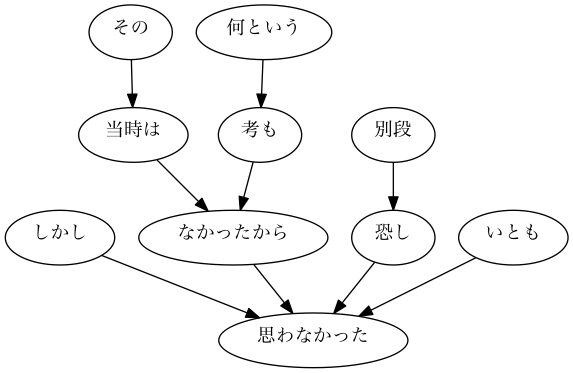 その
何という
当時は
考も
別段
しかし
なかったから
恐し
いとも
思わなかった